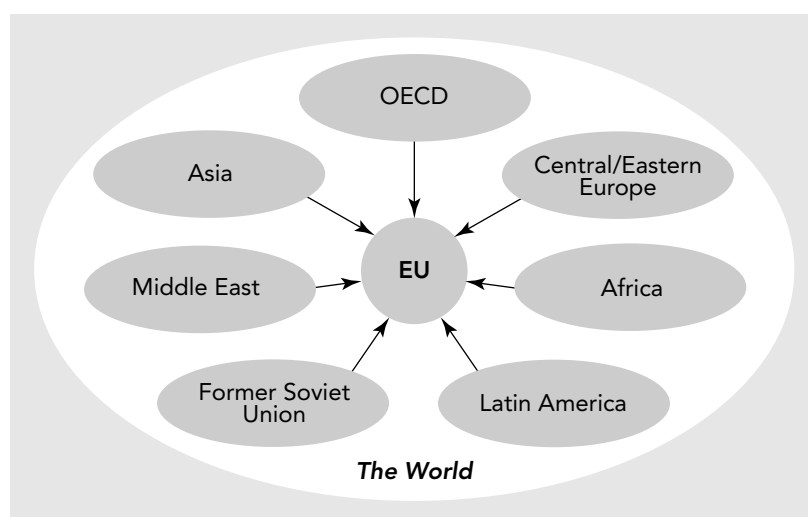 OECD
Asia
Central/Eastern
Europe
EU
Middle East
Africa
Former Soviet
Union
Latin America
The World